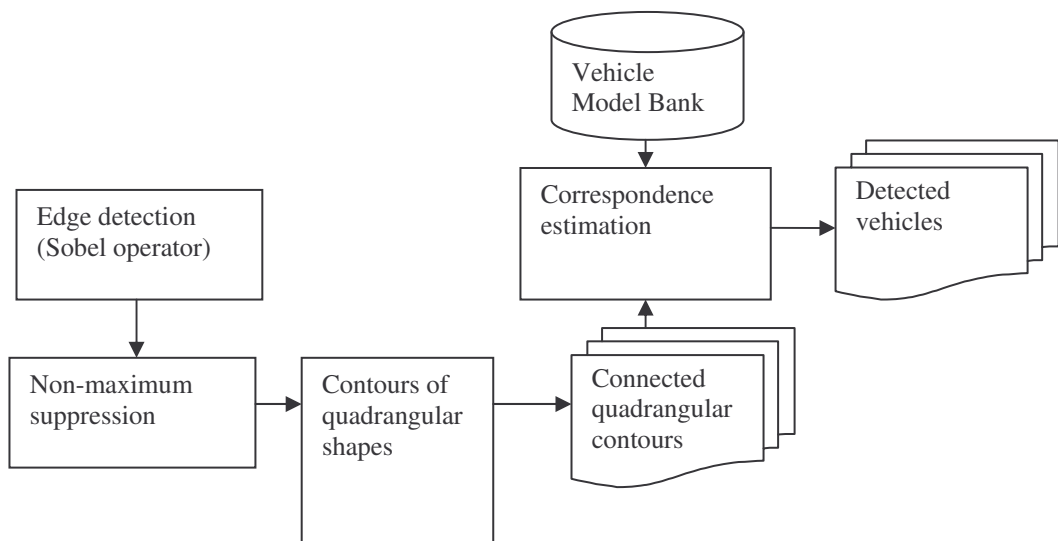 Vehicle
Model Bank
Correspondence
estimation
Detected
vehicles
Edge detection
(Sobel operator)
Non-maximum
suppression
Contours of
quadrangular
shapes
Connected
quadrangular
contours